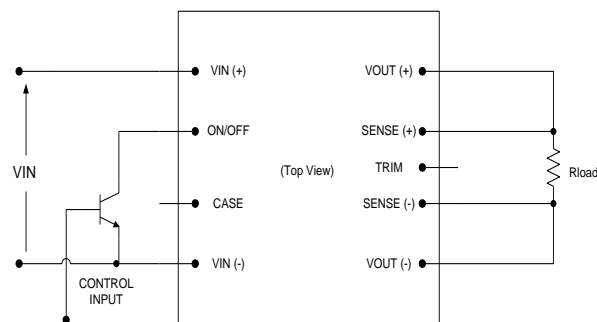 VIN (+)
VOUT (+)
ON/OFF
SENSE (+)
VIN
(Top View)
TRIM
Rload
CASE
SENSE (-)
VIN (-)
VOUT (-)
CONTROL
INPUT